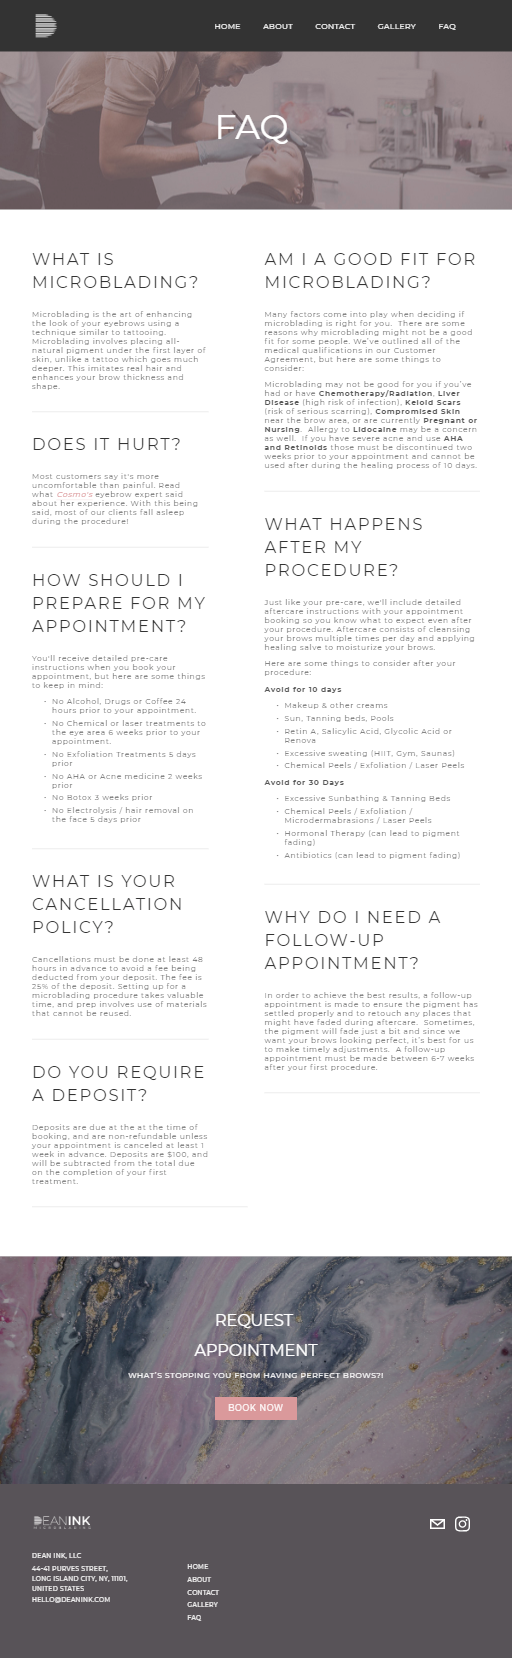 HOME ABOUT CONTACT GALLERY FAQ
FAQ
WHAT IS
MICROBLADING?
Microblading is the art of enhancing
the look of your eyebrows using a
technique similar to tattooing.
Microblading involves placing all-
natural pigment under the first layer of
skin, unlike a tattoo which goes much
deeper. This imitates real hair and
enhances your brow thickness and
shape.
DOES IT HURT?
Most customers say it's more
uncomfortable than painful. Read
what Cosmo's eyebrow expert said
about her experience. With this being
said, most of our clients fall asleep
during the procedure!
HOW SHOULD I
PREPARE FOR MY
APPOINTMENT?
You'll receive detailed pre-care
instructions when you book your
appointment, but here are some things
to keep in mind:
• No Alcohol, Drugs or Coffee 24
hours prior to your appointment.
• No Chemical or laser treatments to
the eye area 6 weeks prior to your
appointment.
• No Exfoliation Treatments 5 days
prior
• No AHA or Acne medicine 2 weeks
prior
• No Botox 3 weeks prior
• No Electrolysis / hair removal on
the face 5 days prior
WHAT IS YOUR
CANCELLATION
POLICY?
Cancellations must be done at least 48
hours in advance to avoid a fee being
deducted from your deposit. The fee is
25% of the deposit. Setting up for a
microblading procedure takes valuable
time, and prep involves use of materials
that cannot be reused.
DO YOU REQUIRE
A DEPOSIT?
Deposits are due at the at the time of
booking, and are non-refundable unless
your appointment is canceled at least 1
week in advance. Deposits are $100, and
will be subtracted from the total due
on the completion of your first
treatment.
AM I A GOOD FIT FOR
MICROBLADING?
Many factors come into play when deciding if
microblading is right for you. There are some
reasons why microblading might not be a good
fit for some people. We've outlined all of the
medical qualifications in our Customer
Agreement, but here are some things to
consider:
Microblading may not be good for you if you've
had or have Chemotherapy/Radiation, Liver
Disease (high risk of infection), Keloid Scars
(risk of serious scarring), Compromised Skin
near the brow area, or are currently Pregnant or
Nursing. Allergy to Lidocaine may be a concern
as well. If you have severe acne and use AHA
and Retinoids those must be discontinued two
weeks prior to your appointment and cannot be
used after during the healing process of 10 days.
WHAT HAPPENS
AFTER MY
PROCEDURE?
Just like your pre-care, we'll include detailed
aftercare instructions with your appointment
booking so you know what to expect even after
your procedure. Aftercare consists of cleansing
your brows multiple times per day and applying
healing salve to moisturize your brows.
Here are some things to consider after your
procedure:
Avoid for 10 days
• Makeup & other creams
• Sun, Tanning beds, Pools
• Retin A, Salicylic Acid, Glycolic Acid or
Renova
• Excessive sweating (HIIT, Gym, Saunas)
• Chemical Peels / Exfoliation / Laser Peels
Avoid for 30 Days
• Excessive Sunbathing & Tanning Beds
• Chemical Peels / Exfoliation /
Microdermabrasions / Laser Peels
• Hormonal Therapy (can lead to pigment
fading)
• Antibiotics (can lead to pigment fading)
WHY DO I NEED A
FOLLOW-UP
APPOINTMENT?
In order to achieve the best results, a follow-up
appointment is made to ensure the pigment has
settled properly and to retouch any places that
might have faded during aftercare. Sometimes,
the pigment will fade just a bit and since we
want your brows looking perfect, it's best for us
to make timely adjustments. A follow-up
appointment must be made between 6-7 weeks
after your first procedure.
REQUEST
APPOINTMENT
WHAT'S STOPPING YOU FROM HAVING PERFECT BROWS?!
BOOK NOW
DEANINK
MICROBLADING
DEAN INK, LLC
44-41 PURVES STREET,
LONG ISLAND CITY, NY, 11101,
UNITED STATES
HELLO@DEANINK.COM
HOME
ABOUT
CONTACT
GALLERY
FAQ